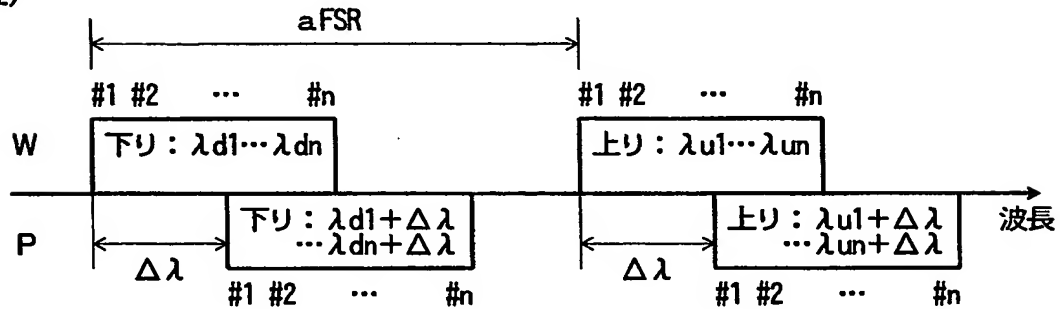 aFSR
#1 #2 … #n #1 #2 … #n
W 下り：λd1…λdn 上り：λu1…λun
波長
P 下り：λd1+Δλ 上り：λu1+Δλ
…λdn+Δλ …λun+Δλ
Δλ Δλ
#1 #2 … #n #1 #2 … #n